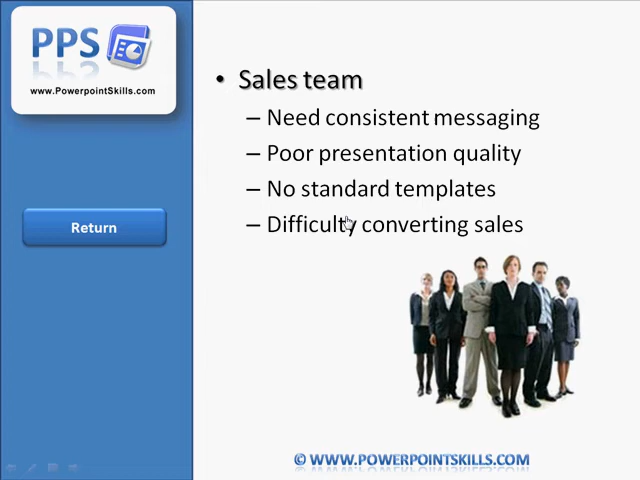 PPS
www.PowerpointSkills.com
Return
• Sales team
– Need consistent messaging
– Poor presentation quality
– No standard templates
– Difficulty converting sales
© WWW.POWERPOINTSKILLS.COM